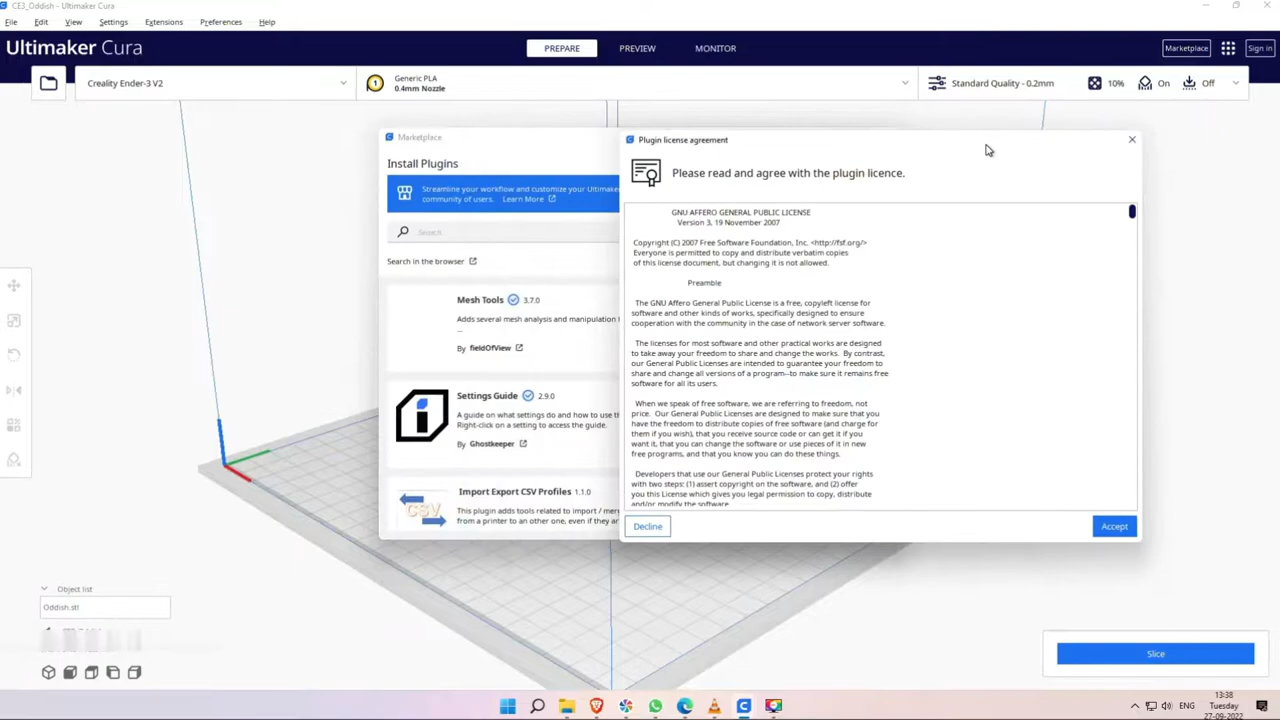 CE3_Oddish - Ultimaker Cura
File Edit View Settings Extensions Preferences Help
Ultimaker Cura
PREPARE PREVIEW MONITOR
Marketplace
Sign in
Creality Ender-3 V2
1
Generic PLA
0.4mm Nozzle
Standard Quality - 0.2mm
10%
On
Off
Marketplace
Install Plugins
Streamline your workflow and customize your Ultimaker
community of users. Learn More
Search
Search in the browser
Mesh Tools 3.7.0
Adds several mesh analysis and manipulation
...
By fieldOfView
Settings Guide 2.9.0
A guide on what settings do and how to use
Right-click on a setting to access the guide.
By Ghostkeeper
CSV
Import Export CSV Profiles 1.1.0
This plugin adds tools related to import /
from a printer to an other one, even if they
Plugin license agreement
Please read and agree with the plugin licence.
GNU AFFERO GENERAL PUBLIC LICENSE
Version 3, 19 November 2007
Copyright (C) 2007 Free Software Foundation, Inc. <http://fsf.org/>
Everyone is permitted to copy and distribute verbatim copies
of this license document, but changing it is not allowed.
Preamble
The GNU Affero General Public License is a free, copyleft license for
software and other kinds of works, specifically designed to ensure
cooperation with the community in the case of network server software.
The licenses for most software and other practical works are designed
to take away your freedom to share and change the works. By contrast,
our General Public Licenses are intended to guarantee your freedom to
share and change all versions of a program--to make sure it remains free
software for all its users.
When we speak of free software, we are referring to freedom, not
price. Our General Public Licenses are designed to make sure that you
have the freedom to distribute copies of free software (and charge for
them if you wish), that you receive source code or can get it if you
want it, that you can change the software or use pieces of it in new
free programs, and that you know you can do these things.
Developers that use our General Public Licenses protect your rights
with two steps: (1) assert copyright on the software, and (2) offer
you this License which gives you legal permission to copy, distribute
and/or modify the software.
Decline
Accept
Object list
Oddish.stl
Slice
ENG
13:38
Tuesday
27-09-2022